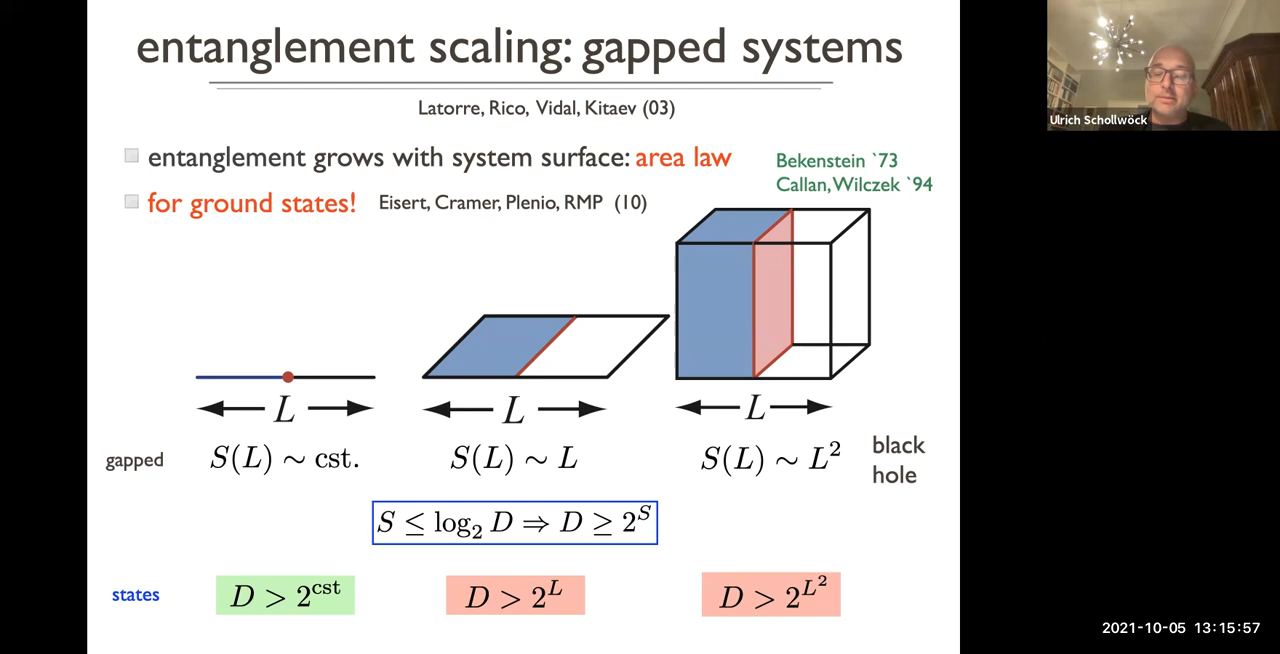 entanglement scaling: gapped systems
Latorre, Rico, Vidal, Kitaev (03)
entanglement grows with system surface: area law
Bekenstein `73
Callan, Wilczek `94
for ground states!
Eisert, Cramer, Plenio, RMP (10)
L
L
L
gapped
S(L) ~ cst.
S(L) ~ L
S(L) ~ L²
black
hole
S ≤ log₂ D ⇒ D ≥ 2^S
states
D > 2^cst
D > 2^L
D > 2^L²
Ulrich Schollwöck
2021-10-05 13:15:57